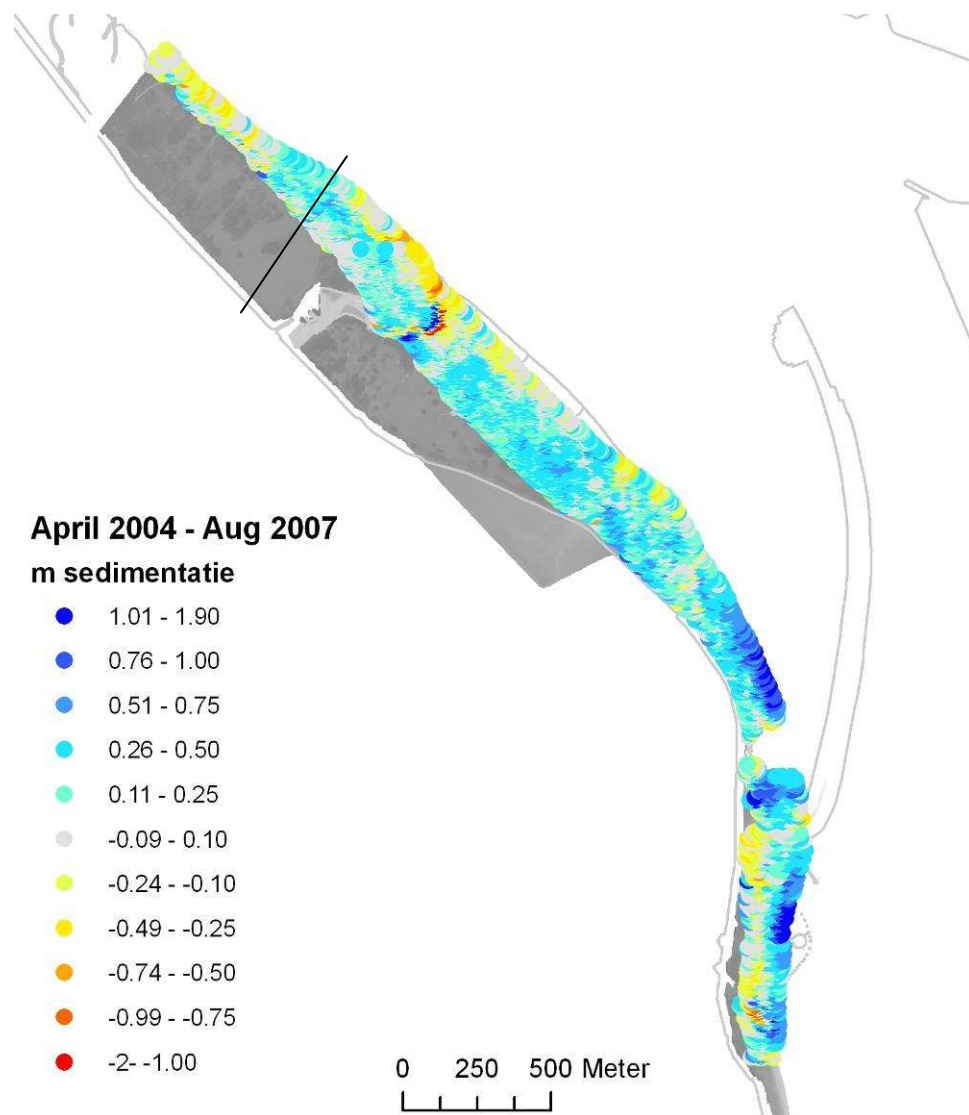 April 2004 - Aug 2007
m sedimentatie
1.01 - 1.90
0.76 - 1.00
0.51 - 0.75
0.26 - 0.50
0.11 - 0.25
-0.09 - 0.10
-0.24 - -0.10
-0.49 - -0.25
-0.74 - -0.50
-0.99 - -0.75
-2- -1.00
0 250 500 Meter